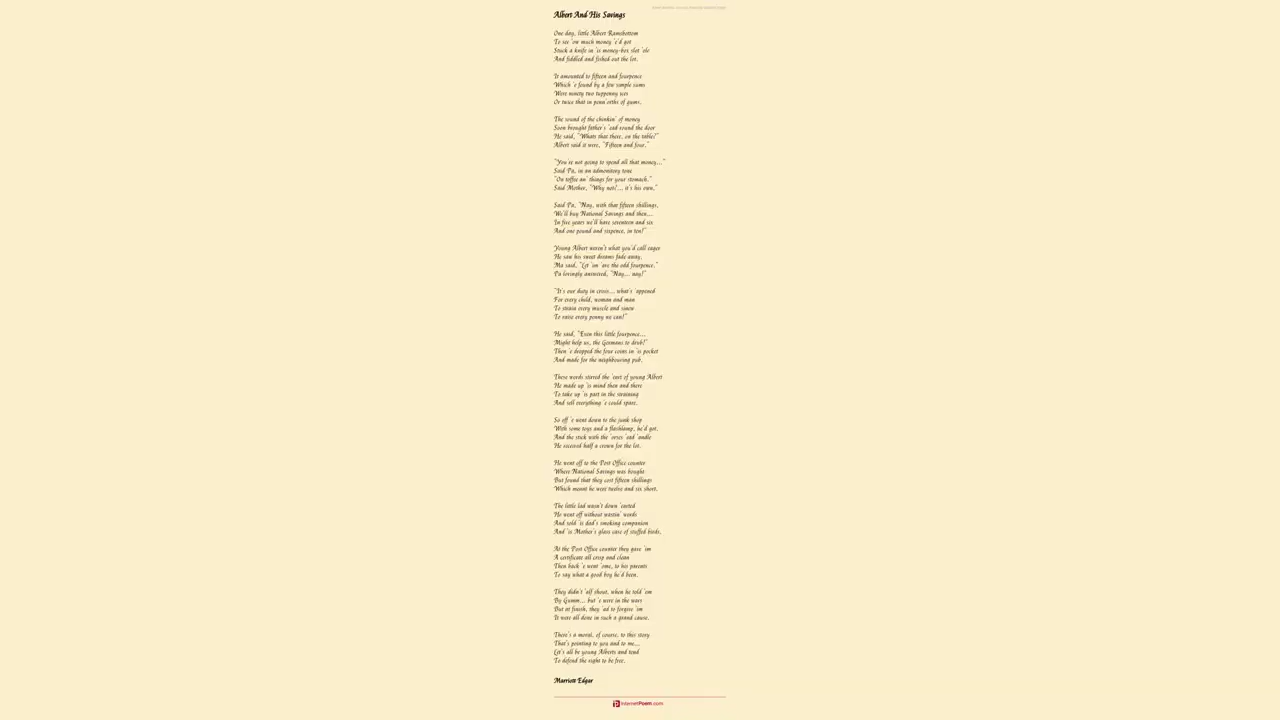 Albert And His Savings
One day, little Albert Ramsbottom
To see 'ow much money 'e'd got
Stuck a knife in 'is money-box slot 'ole
And fiddled and fished out the lot.
It amounted to fifteen and fourpence
Which 'e found by a few simple sums
Were ninety two tuppenny ices
Or twice that in penn'orths of gums.
The sound of the chinkin' of money
Soon brought father's 'ead round the door
He said, "Whats that there, on the table?"
Albert said it were, "Fifteen and four."
"You're not going to spend all that money..."
Said Pa, in an admonitory tone
"On toffee an' things for your stomach."
Said Mother, "Why not?... it's his own."
Said Pa, "Nay, with that fifteen shillings,
We'll buy National Savings and then...
In five years we'll have seventeen and six
And one pound and sixpence, in ten!"
Young Albert weren't what you'd call eager
He saw his sweet dreams fade away.
Ma said, "Let 'im 'are the odd fourpence."
Pa lovingly answered, "Nay... nay!"
"It's our duty in crisis... what's 'appened
For every child, woman and man
To strain every muscle and sinew
To raise every penny we can!"
He said, "Even this little fourpence...
Might help us, the Germans to drub!"
Then 'e dropped the four coins in 'is pocket
And made for the neighbouring pub.
These words stirred the 'eart of young Albert
He made up 'is mind then and there
To take up 'is part in the straining
And sell everything 'e could spare.
So off 'e went down to the junk shop
With some toys and a flashlamp, he'd got.
And the stick with the 'orses 'ead 'andle
He received half a crown for the lot.
He went off to the Post Office counter
Where National Savings was bought
But found that they cost fifteen shillings
Which meant he were twelve and six short.
The little lad wasn't down 'earted
He went off without wastin' words
And sold 'is dad's smoking companion
And 'is Mother's glass case of stuffed birds.
At the Post Office counter they gave 'im
A certificate all crisp and clean
Then back 'e went 'ome, to his parents
To say what a good boy he'd been.
They didn't 'alf shout, when he told 'em
By Gumm... but 'e were in the wars
But at finish, they 'ad to forgive 'im
It were all done in such a grand cause.
There's a moral, of course, to this story
That's pointing to you and to me...
Let's all be young Alberts and tend
To defend the right to be free.
Marriott Edgar
InternetPoem.com